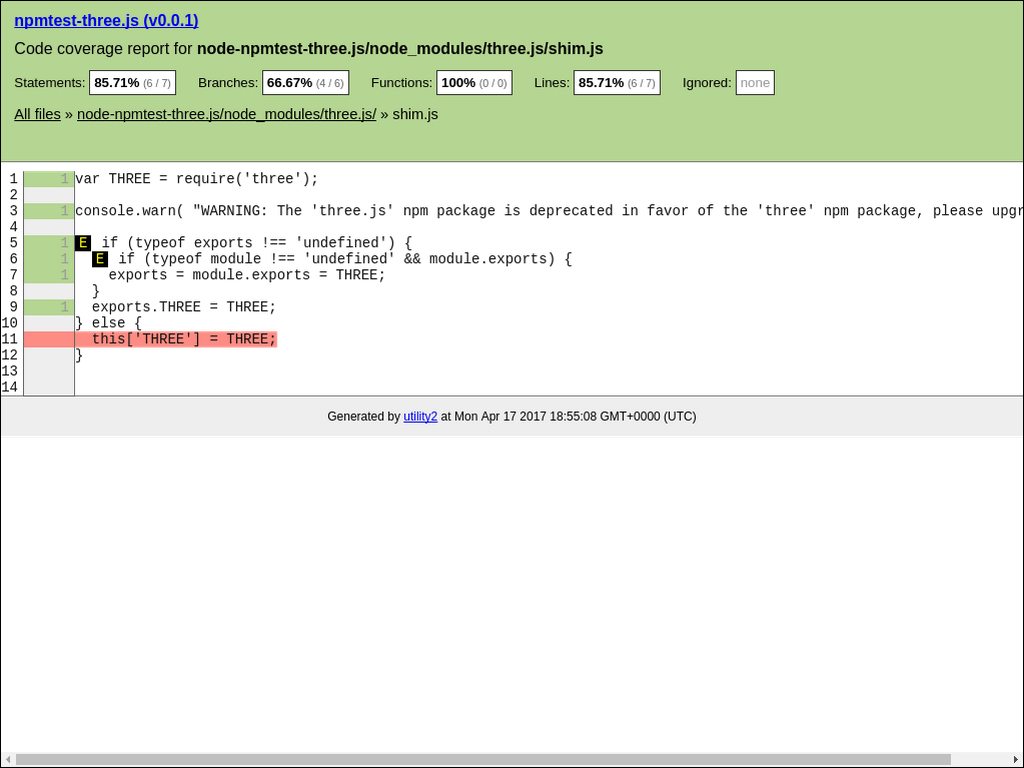 npmtest-three.js (v0.0.1)
Code coverage report for node-npmtest-three.js/node_modules/three.js/shim.js
Statements: 85.71% (6 / 7) Branches: 66.67% (4 / 6) Functions: 100% (0 / 0) Lines: 85.71% (6 / 7) Ignored: none
All files » node-npmtest-three.js/node_modules/three.js/ » shim.js
1 1 var THREE = require('three');
2
3 1 console.warn( "WARNING: The 'three.js' npm package is deprecated in favor of the 'three' npm package, please upgr
4
5 1 E if (typeof exports !== 'undefined') {
6 1 E if (typeof module !== 'undefined' && module.exports) {
7 1 exports = module.exports = THREE;
8 }
9 1 exports.THREE = THREE;
10 } else {
11 this['THREE'] = THREE;
12 }
13
14
Generated by utility2 at Mon Apr 17 2017 18:55:08 GMT+0000 (UTC)